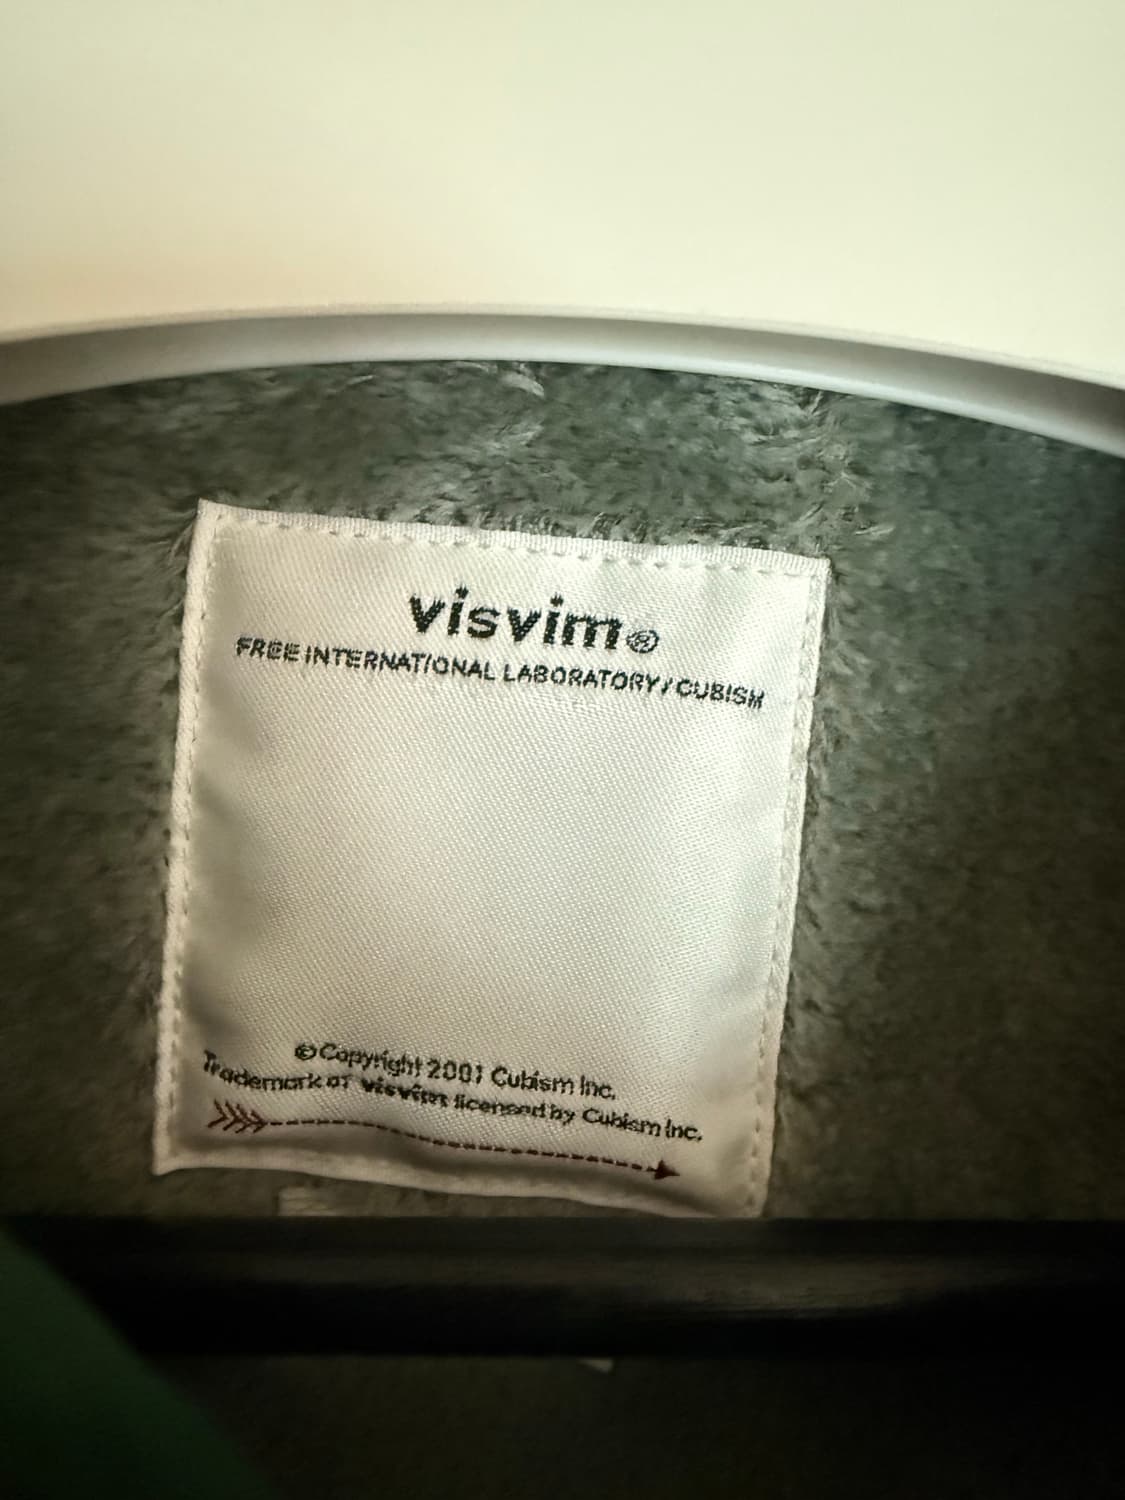 visvim®
FREE INTERNATIONAL LABORATORY/CUBISM
©Copyright 2001 Cubism Inc.
Trademark of visvim licensed by Cubism Inc.